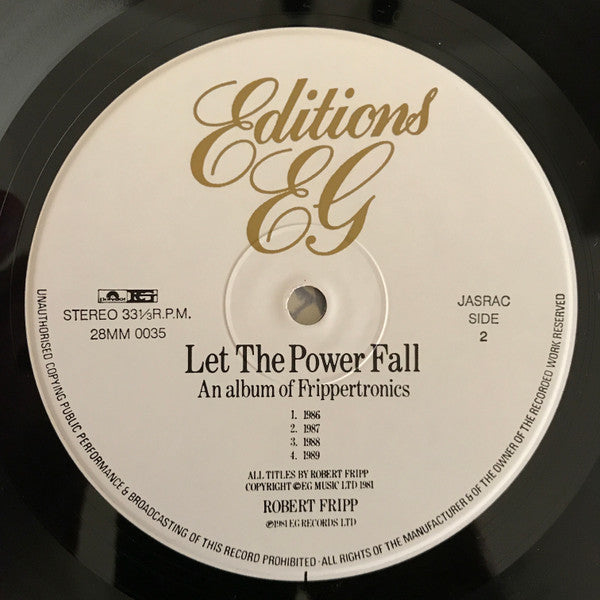 Editions
EG
polydor EG
STEREO 33⅓R.P.M.
28MM 0035
JASRAC
SIDE
2
Let The Power Fall
An album of Frippertronics
1. 1986
2. 1987
3. 1988
4. 1989
ALL TITLES BY ROBERT FRIPP
COPYRIGHT ©EG MUSIC LTD 1981
ROBERT FRIPP
℗1981 EG RECORDS LTD
UNAUTHORISED COPYING PUBLIC PERFORMANCE & BROADCASTING OF THIS RECORD PROHIBITED · ALL RIGHTS OF THE MANUFACTURER & OF THE OWNER OF THE RECORDED WORK RESERVED